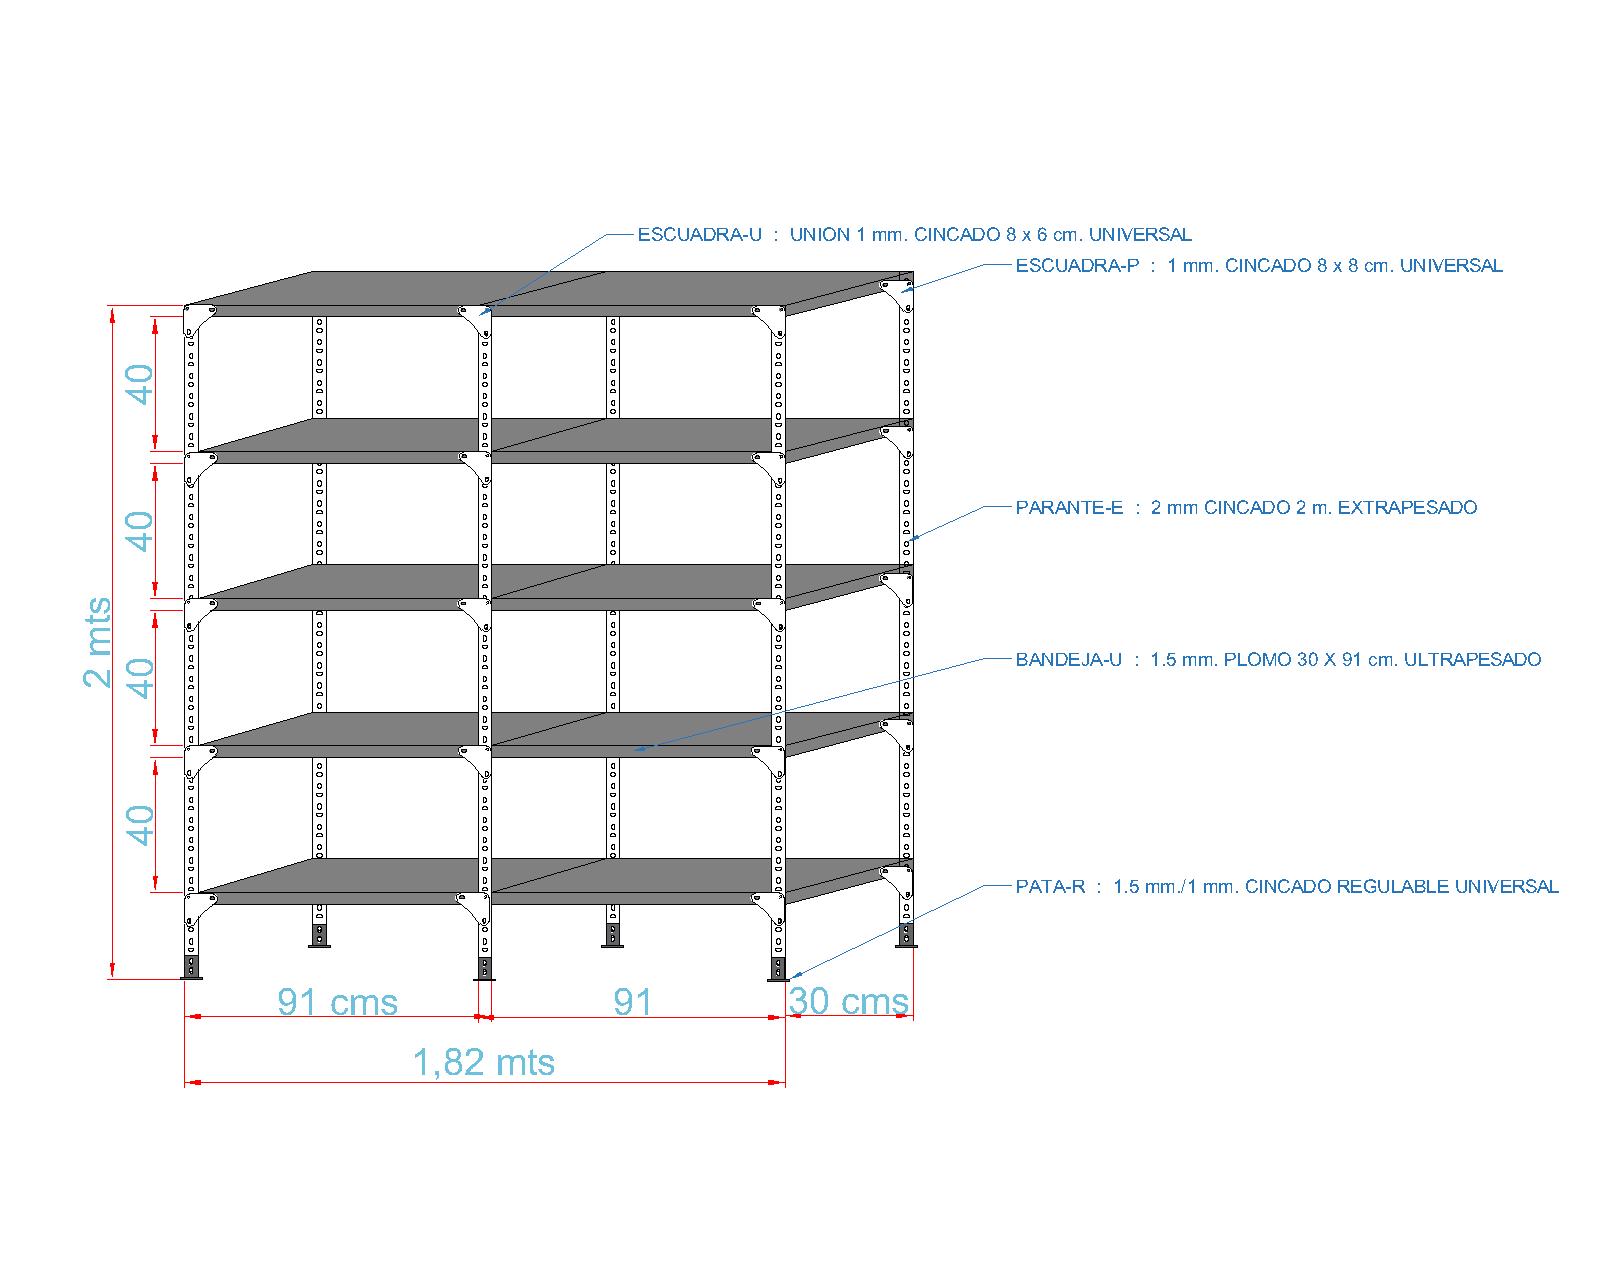 ESCUADRA-U : UNION 1 mm. CINCADO 8 x 6 cm. UNIVERSAL
ESCUADRA-P : 1 mm. CINCADO 8 x 8 cm. UNIVERSAL
40
40
PARANTE-E : 2 mm CINCADO 2 m. EXTRAPESADO
2 mts
40
BANDEJA-U : 1.5 mm. PLOMO 30 X 91 cm. ULTRAPESADO
40
PATA-R : 1.5 mm./1 mm. CINCADO REGULABLE UNIVERSAL
91 cms
91
30 cms
1,82 mts